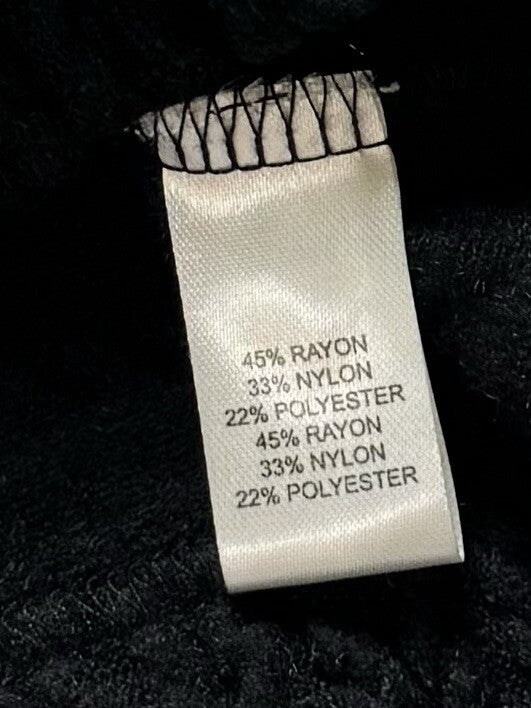 45% RAYON
33% NYLON
22% POLYESTER
45% RAYON
33% NYLON
22% POLYESTER